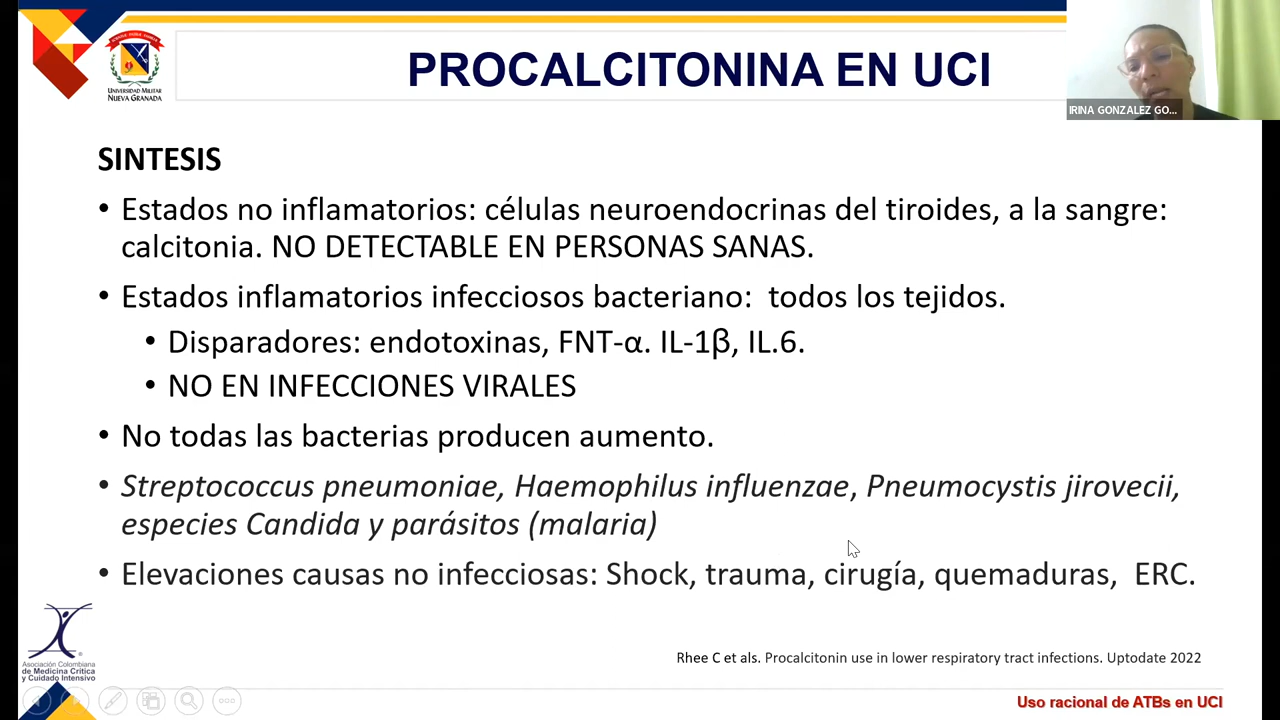 PROCALCITONINA EN UCI
UNIVERSIDAD MILITAR
NUEVA GRANADA
IRINA GONZALEZ GO...
SINTESIS
• Estados no inflamatorios: células neuroendocrinas del tiroides, a la sangre:
calcitonia. NO DETECTABLE EN PERSONAS SANAS.
• Estados inflamatorios infecciosos bacteriano:  todos los tejidos.
• Disparadores: endotoxinas, FNT-α. IL-1β, IL.6.
• NO EN INFECCIONES VIRALES
• No todas las bacterias producen aumento.
• Streptococcus pneumoniae, Haemophilus influenzae, Pneumocystis jirovecii,
especies Candida y parásitos (malaria)
• Elevaciones causas no infecciosas: Shock, trauma, cirugía, quemaduras,  ERC.
Asociación Colombiana
de Medicina Crítica
y Cuidado Intensivo
Rhee C et als. Procalcitonin use in lower respiratory tract infections. Uptodate 2022
Uso racional de ATBs en UCI